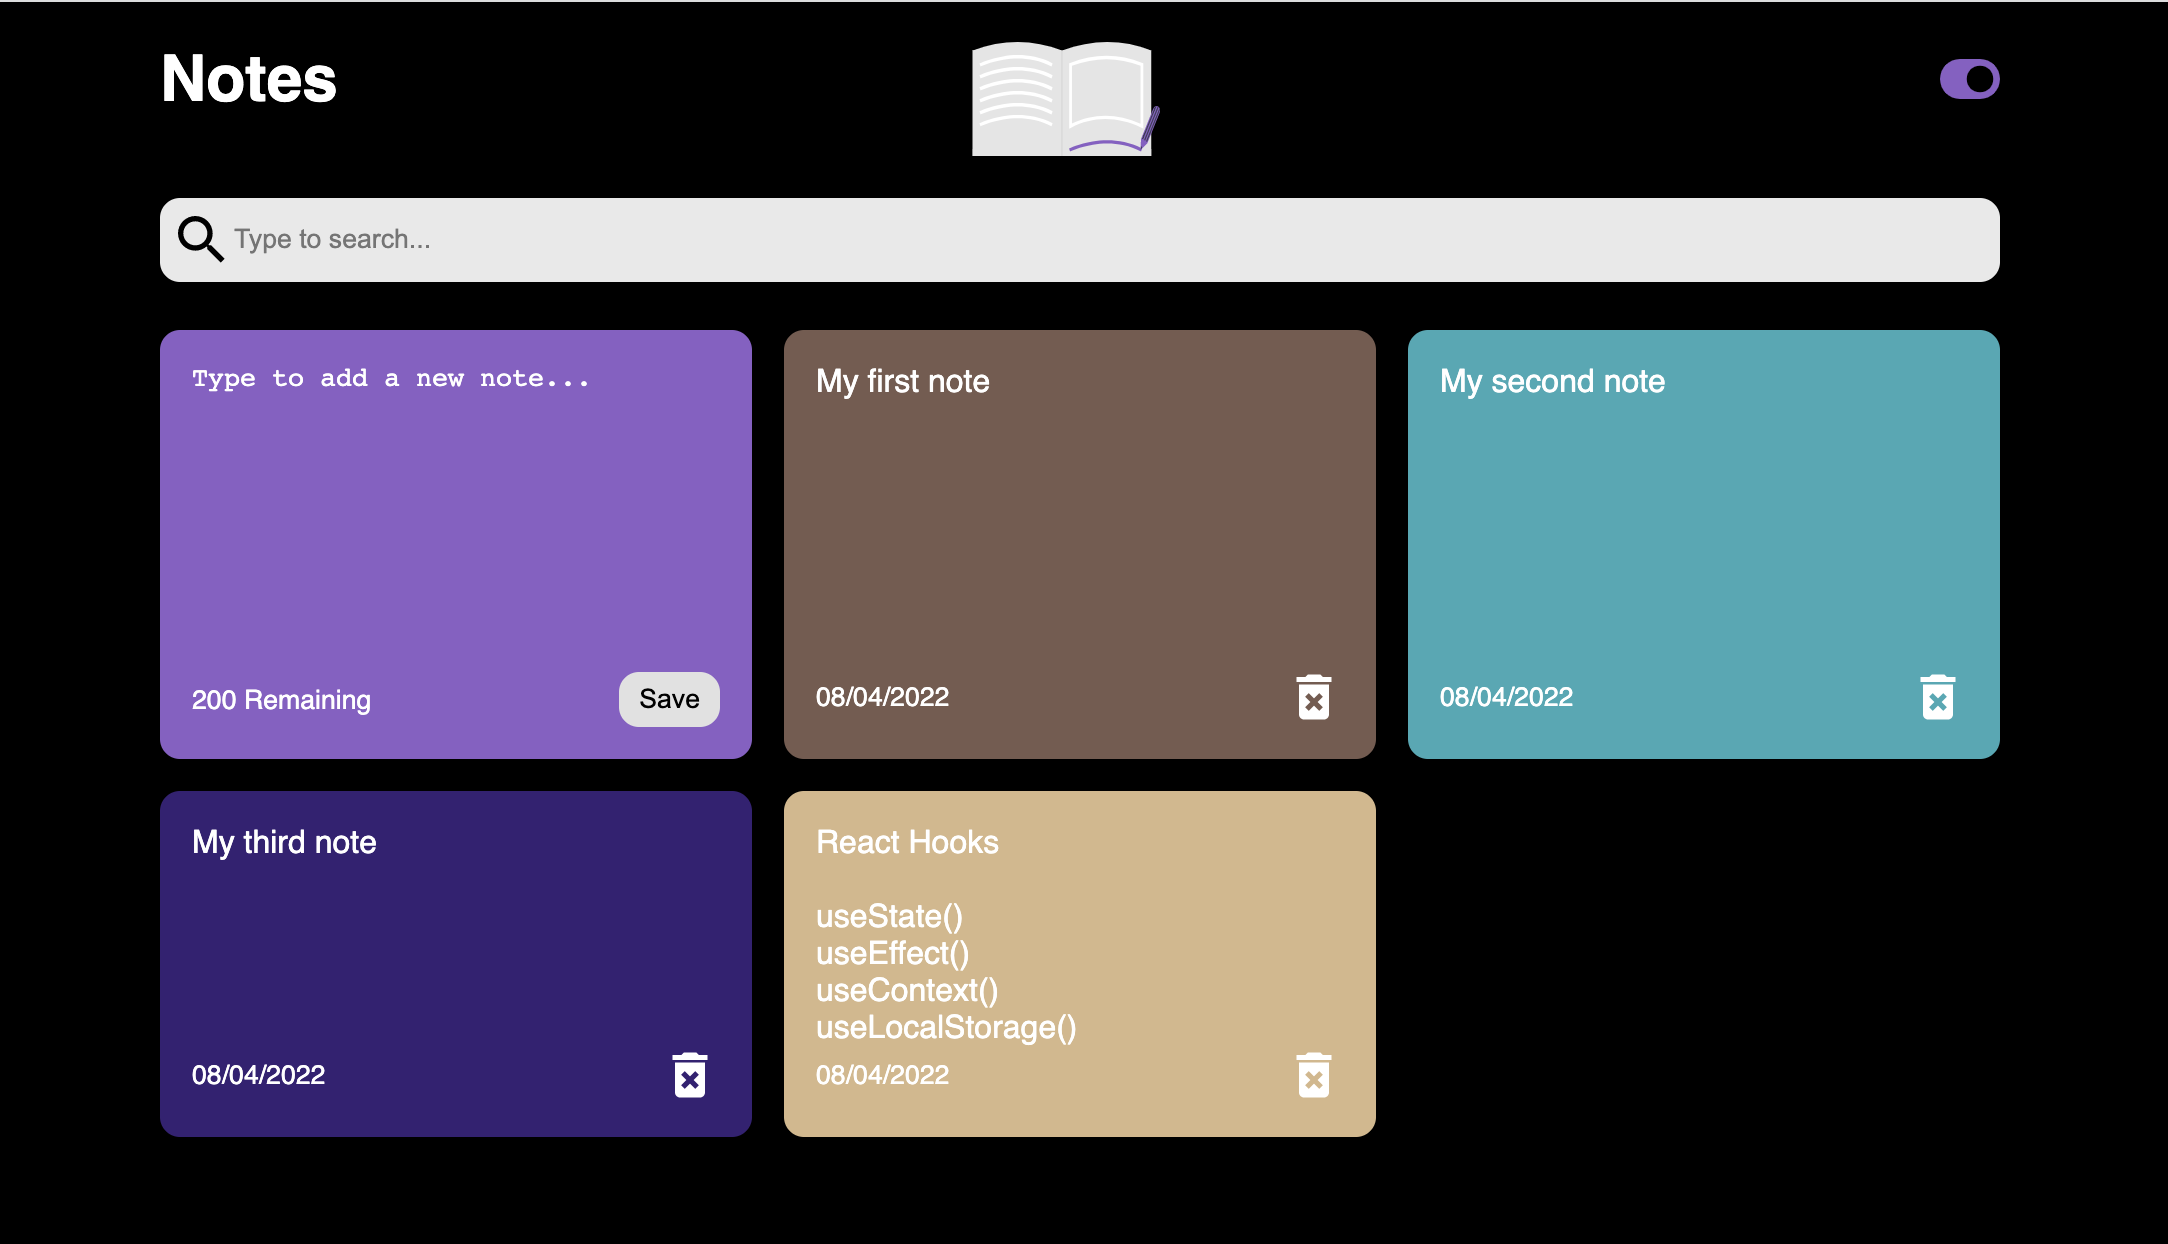 Notes
Type to search...
Type to add a new note...
200 Remaining
Save
My first note
08/04/2022
My second note
08/04/2022
My third note
08/04/2022
React Hooks
useState()
useEffect()
useContext()
useLocalStorage()
08/04/2022